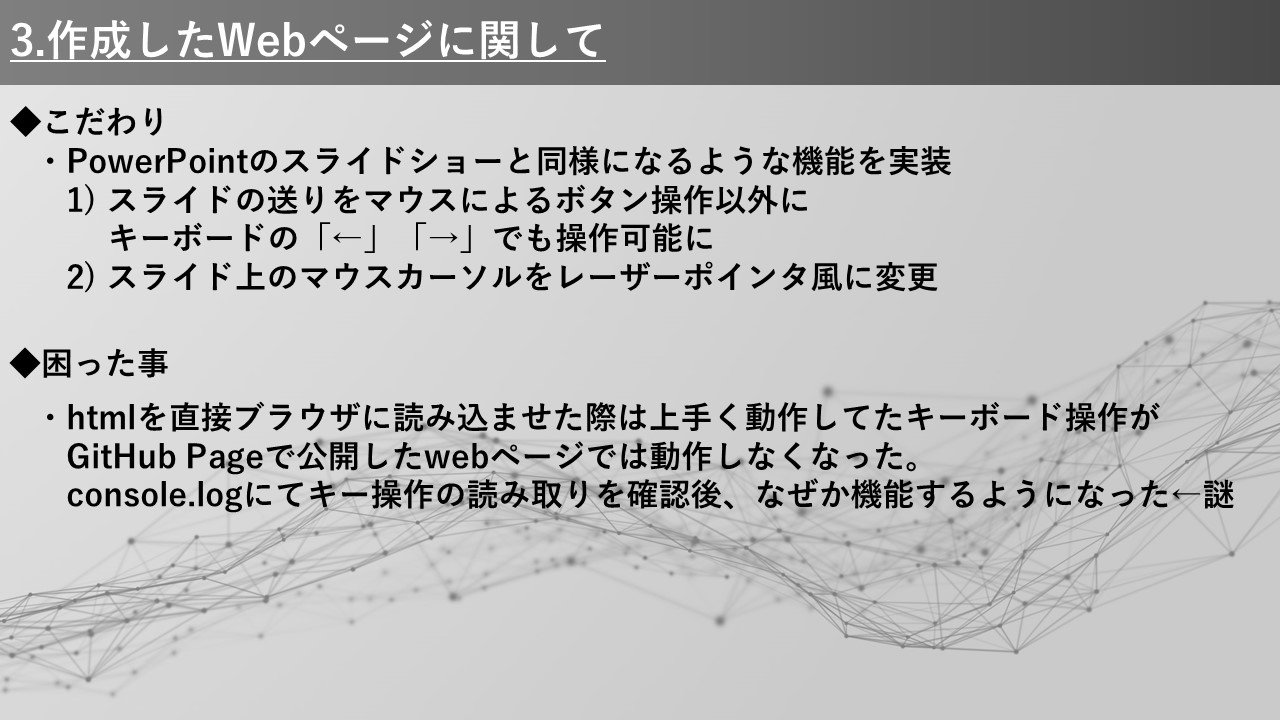 3.作成したWebページに関して
◆こだわり
・PowerPointのスライドショーと同様になるような機能を実装
1) スライドの送りをマウスによるボタン操作以外に
キーボードの「←」「→」でも操作可能に
2) スライド上のマウスカーソルをレーザーポインタ風に変更
◆困った事
・htmlを直接ブラウザに読み込ませた際は上手く動作してたキーボード操作が
GitHub Pageで公開したwebページでは動作しなくなった。
console.logにてキー操作の読み取りを確認後、なぜか機能するようになった←謎